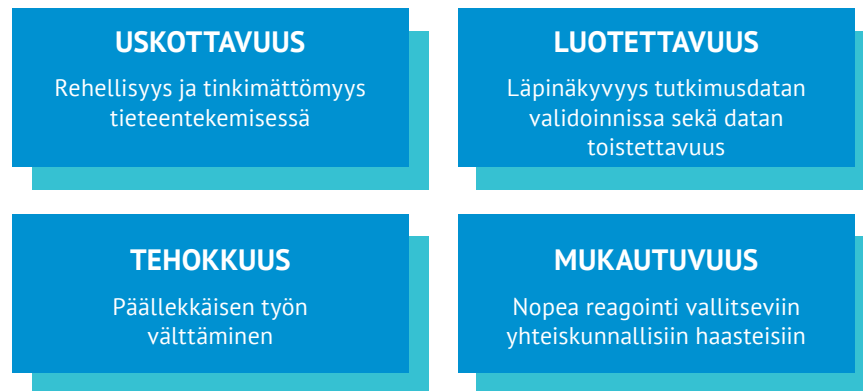 USKOTTAVUUS
Rehellisyys ja tinkimättömyys
tieteentekemisessä
LUOTETTAVUUS
Läpinäkyvyys tutkimusdatan
validoinnissa sekä datan
toistettavuus
TEHOKKUUS
Päällekkäisen työn
välttäminen
MUKAUTUVUUS
Nopea reagointi vallitseviin
yhteiskunnallisiin haasteisiin